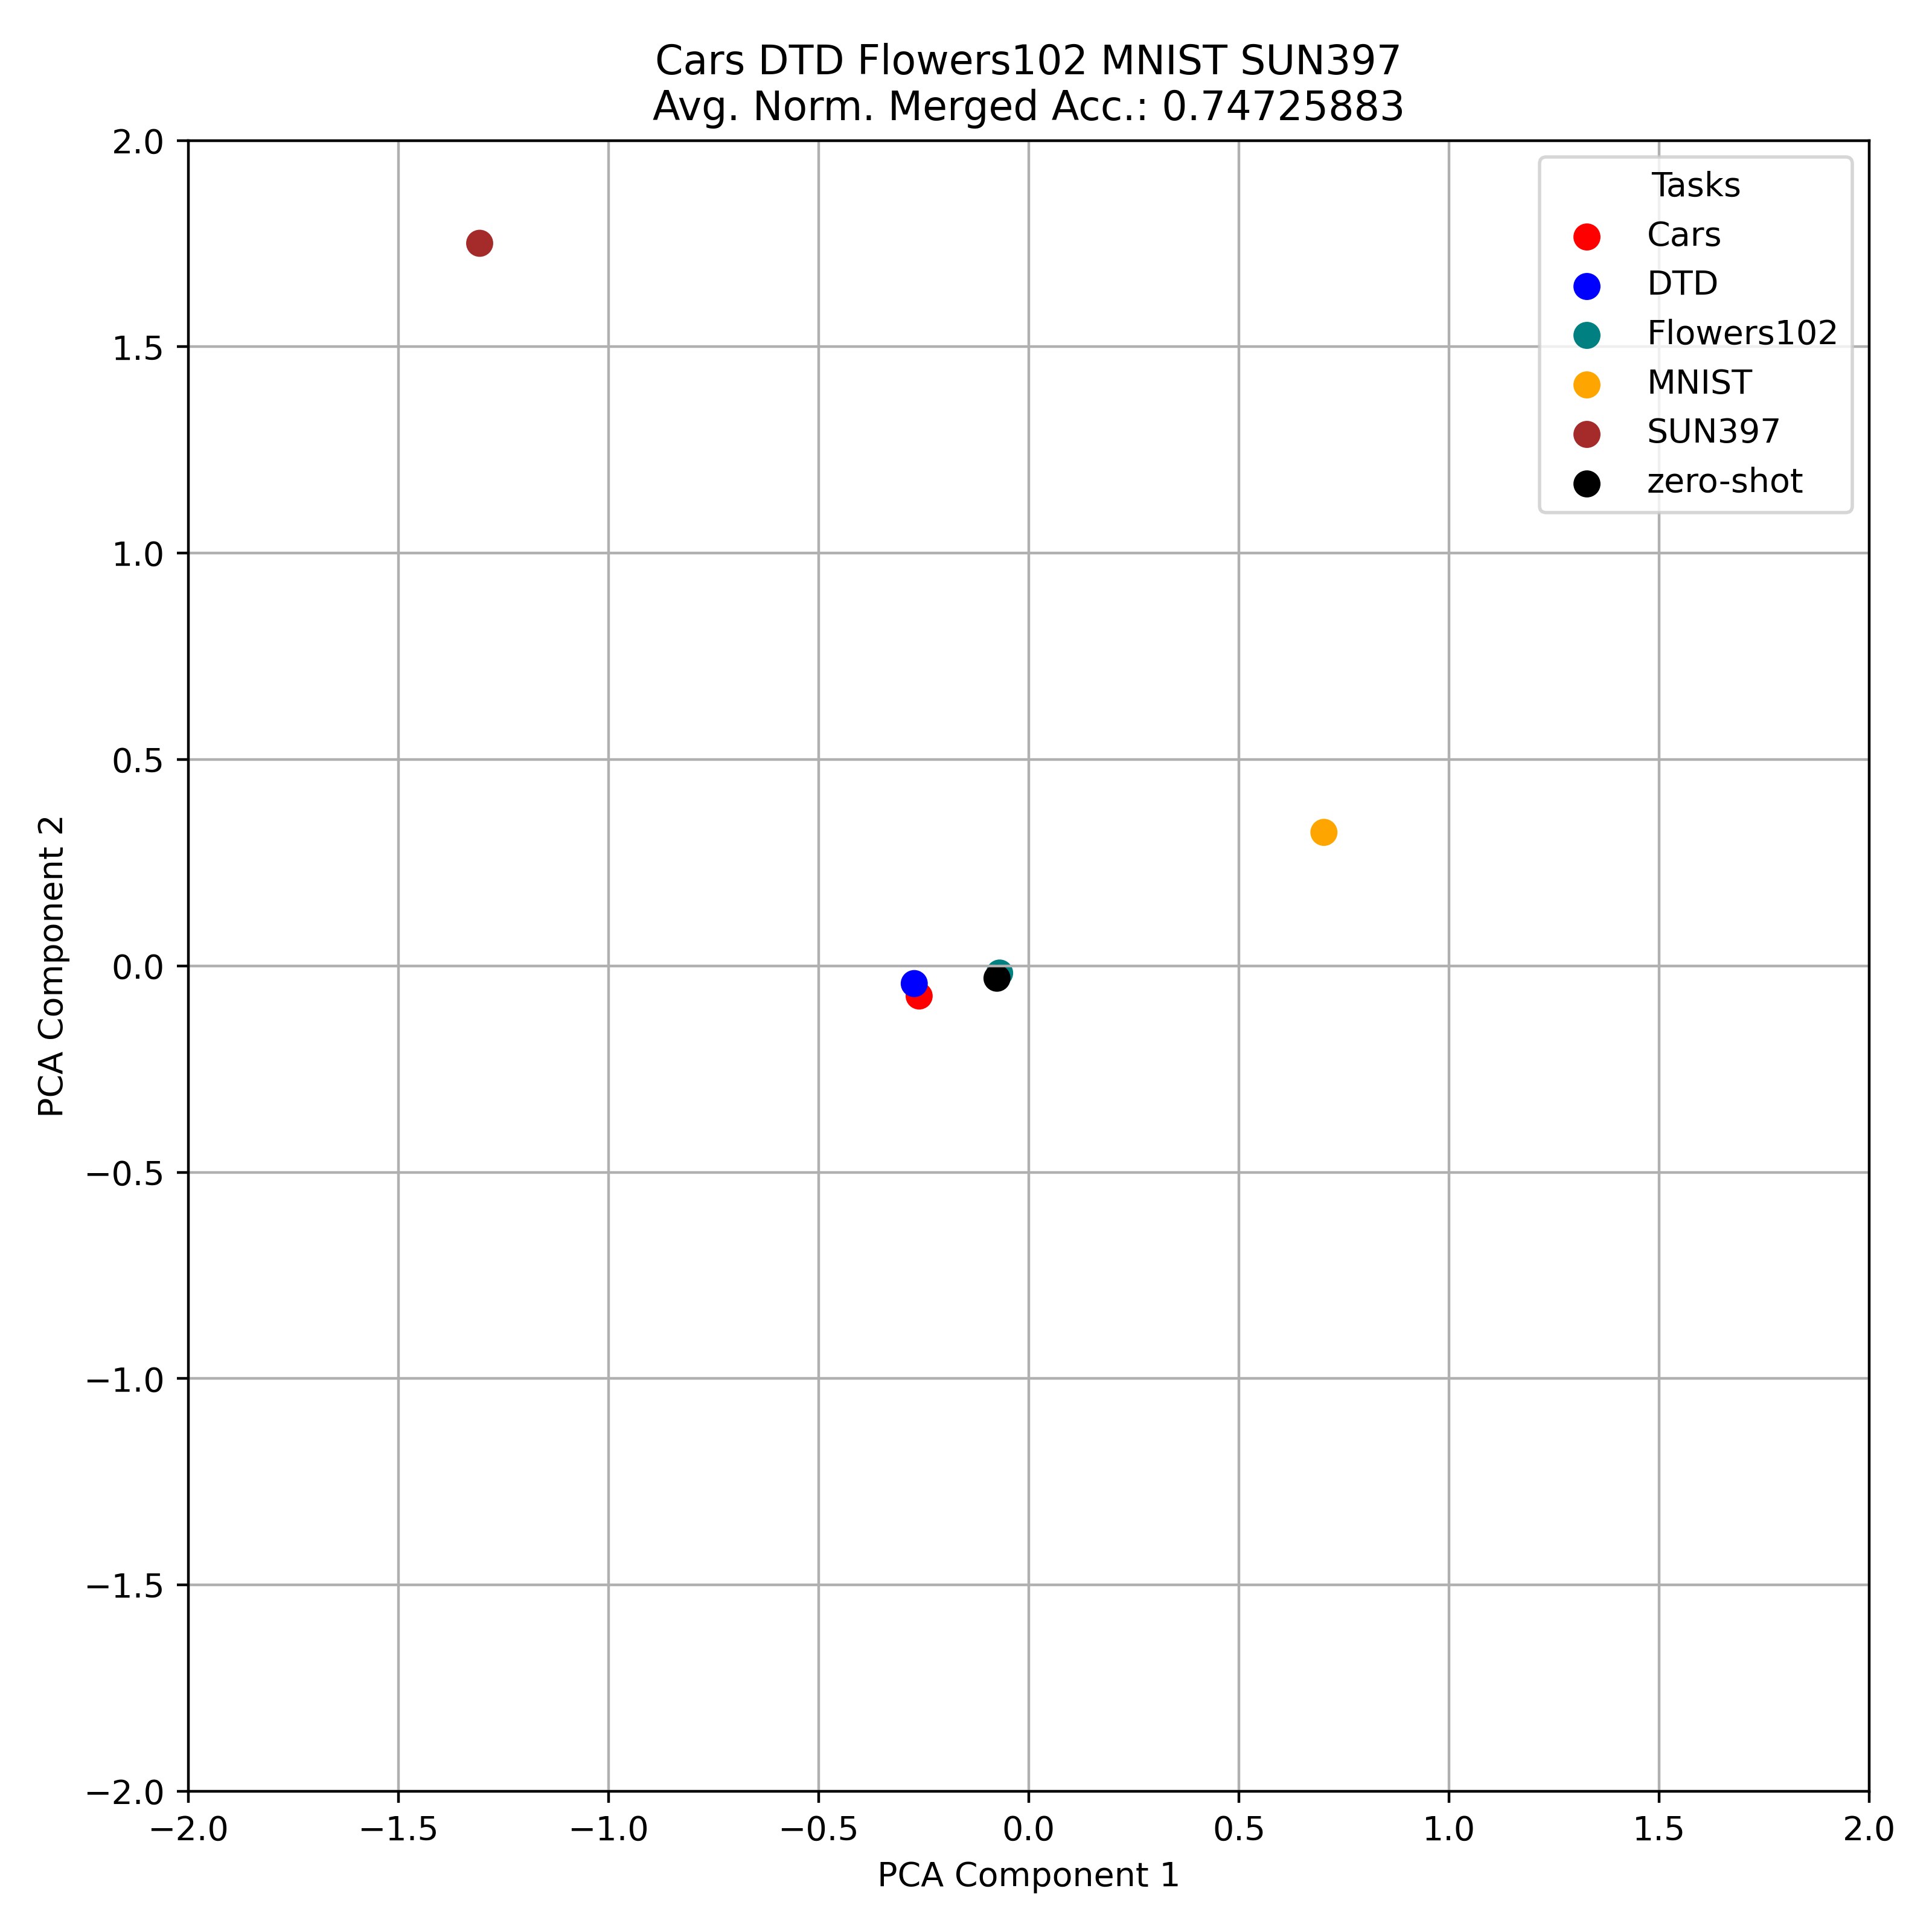 Cars DTD Flowers102 MNIST SUN397
Avg. Norm. Merged Acc.: 0.74725883
Tasks
Cars
DTD
Flowers102
MNIST
SUN397
zero-shot
2.0
1.5
1.0
0.5
0.0
−0.5
−1.0
−1.5
−2.0
PCA Component 2
−2.0 −1.5 −1.0 −0.5 0.0 0.5 1.0 1.5 2.0
PCA Component 1